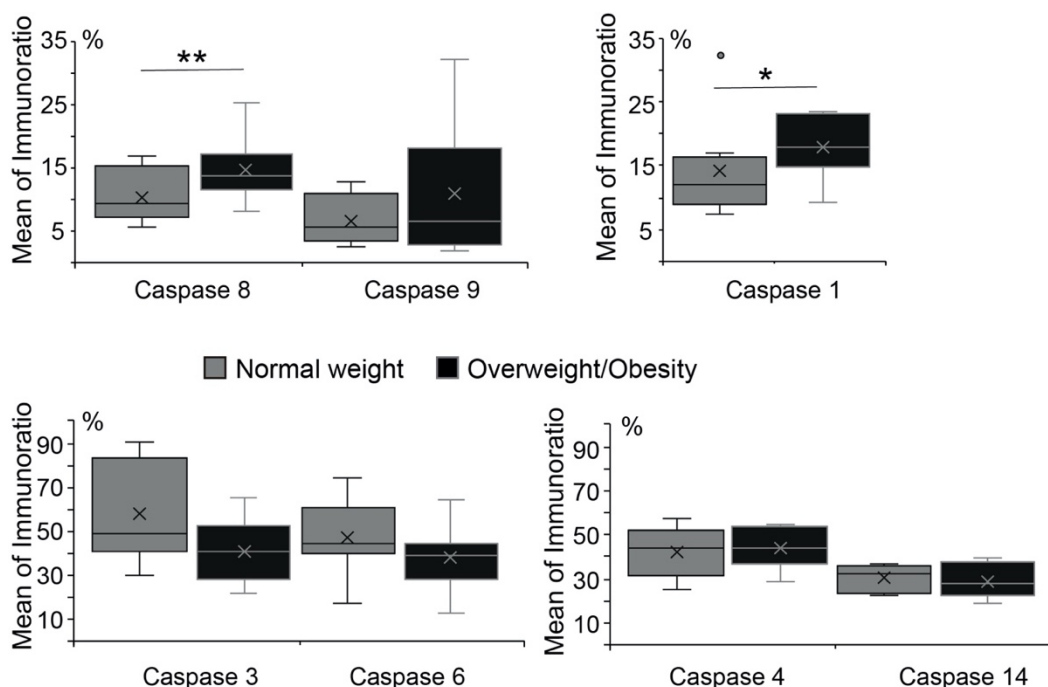 Mean of Immunoratio
%
35
25
15
5
**
Caspase 8
Caspase 9
Mean of Immunoratio
%
35
25
15
5
*
Caspase 1
Normal weight
Overweight/Obesity
Mean of Immunoratio
%
90
70
50
30
10
Caspase 3
Caspase 6
Mean of Immunoratio
%
90
70
50
30
10
Caspase 4
Caspase 14